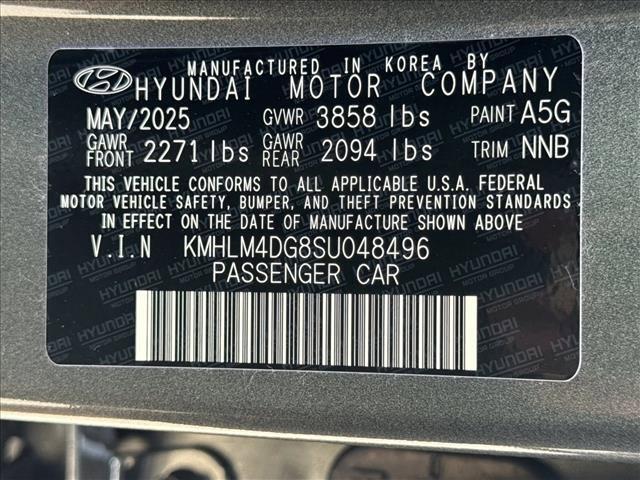 MANUFACTURED IN KOREA BY
HYUNDAI MOTOR COMPANY
MAY/2025 GVWR 3858 lbs PAINT A5G
GAWR FRONT 2271 lbs GAWR REAR 2094 lbs TRIM NNB
THIS VEHICLE CONFORMS TO ALL APPLICABLE U.S.A. FEDERAL
MOTOR VEHICLE SAFETY, BUMPER, AND THEFT PREVENTION STANDARDS
IN EFFECT ON THE DATE OF MANUFACTURE SHOWN ABOVE
V.I.N KMHLM4DG8SU048496
PASSENGER CAR